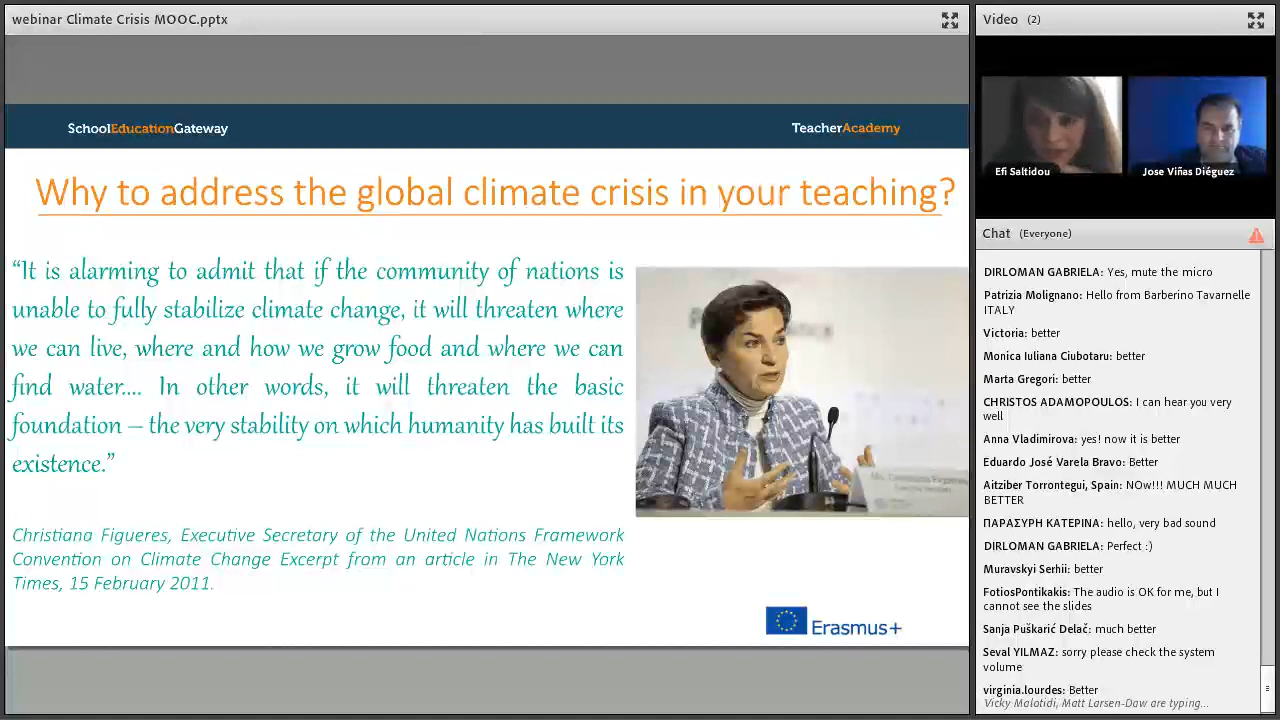 webinar Climate Crisis MOOC.pptx
SchoolEducationGateway
TeacherAcademy
Why to address the global climate crisis in your teaching?
“It is alarming to admit that if the community of nations is
unable to fully stabilize climate change, it will threaten where
we can live, where and how we grow food and where we can
find water.... In other words, it will threaten the basic
foundation – the very stability on which humanity has built its
existence.”
Christiana Figueres, Executive Secretary of the United Nations Framework
Convention on Climate Change Excerpt from an article in The New York
Times, 15 February 2011.
Erasmus+
Video (2)
Efi Saltidou
Jose Viñas Diéguez
Chat (Everyone)
DIRLOMAN GABRIELA: Yes, mute the micro
Patrizia Molignano: Hello from Barberino Tavarnelle
ITALY
Victoria: better
Monica Iuliana Ciubotaru: better
Marta Gregori: better
CHRISTOS ADAMOPOULOS: I can hear you very
well
Anna Vladimirova: yes! now it is better
Eduardo José Varela Bravo: Better
Aitziber Torrontegui, Spain: NOw!!! MUCH MUCH
BETTER
ΠΑΡΑΣΥΡΗ ΚΑΤΕΡΙΝΑ: hello, very bad sound
DIRLOMAN GABRIELA: Perfect :)
Muravskyi Serhii: better
FotiosPontikakis: The audio is OK for me, but I
cannot see the slides
Sanja Puškarić Delač: much better
Seval YILMAZ: sorry please check the system
volume
virginia.lourdes: Better
Vicky Malotidi, Matt Larsen-Daw are typing...